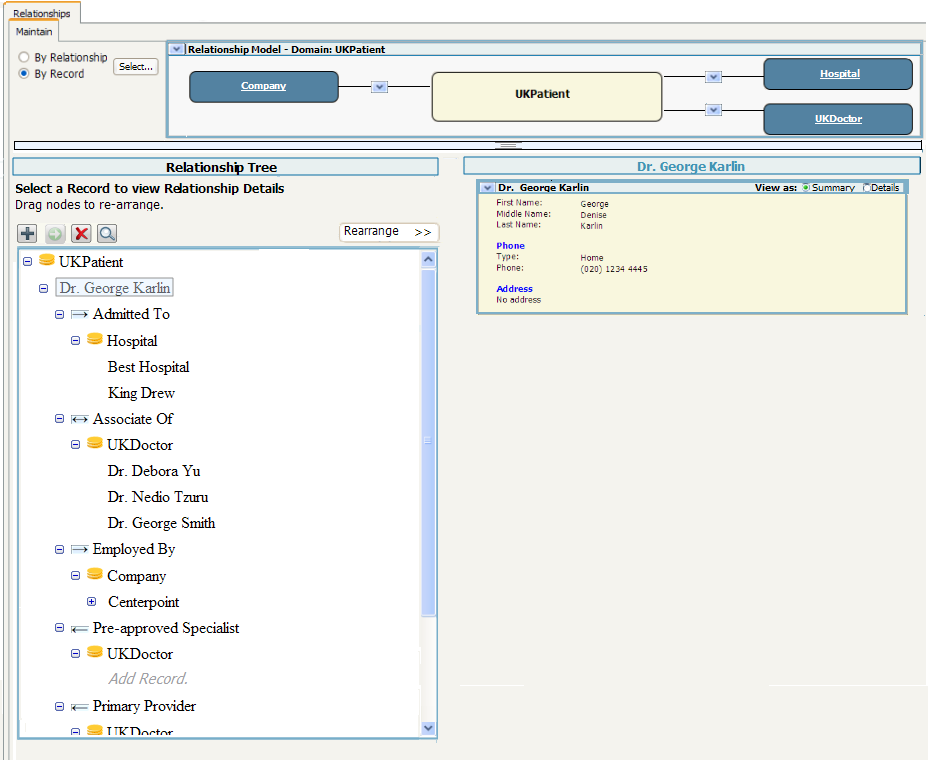 Relationships
Maintain
By Relationship
By Record
Select...
Relationship Model - Domain: UKPatient
Company
UKPatient
Hospital
UKDoctor
Relationship Tree
Select a Record to view Relationship Details
Drag nodes to re-arrange.
Rearrange >>
UKPatient
Dr. George Karlin
Admitted To
Hospital
Best Hospital
King Drew
Associate Of
UKDoctor
Dr. Debora Yu
Dr. Nedio Tzuru
Dr. George Smith
Employed By
Company
Centerpoint
Pre-approved Specialist
UKDoctor
Add Record.
Primary Provider
UKDoctor
Dr. George Karlin
Dr. George Karlin View as: Summary Details
First Name: George
Middle Name: Denise
Last Name: Karlin
Phone
Type: Home
Phone: (020) 1234 4445
Address
No address